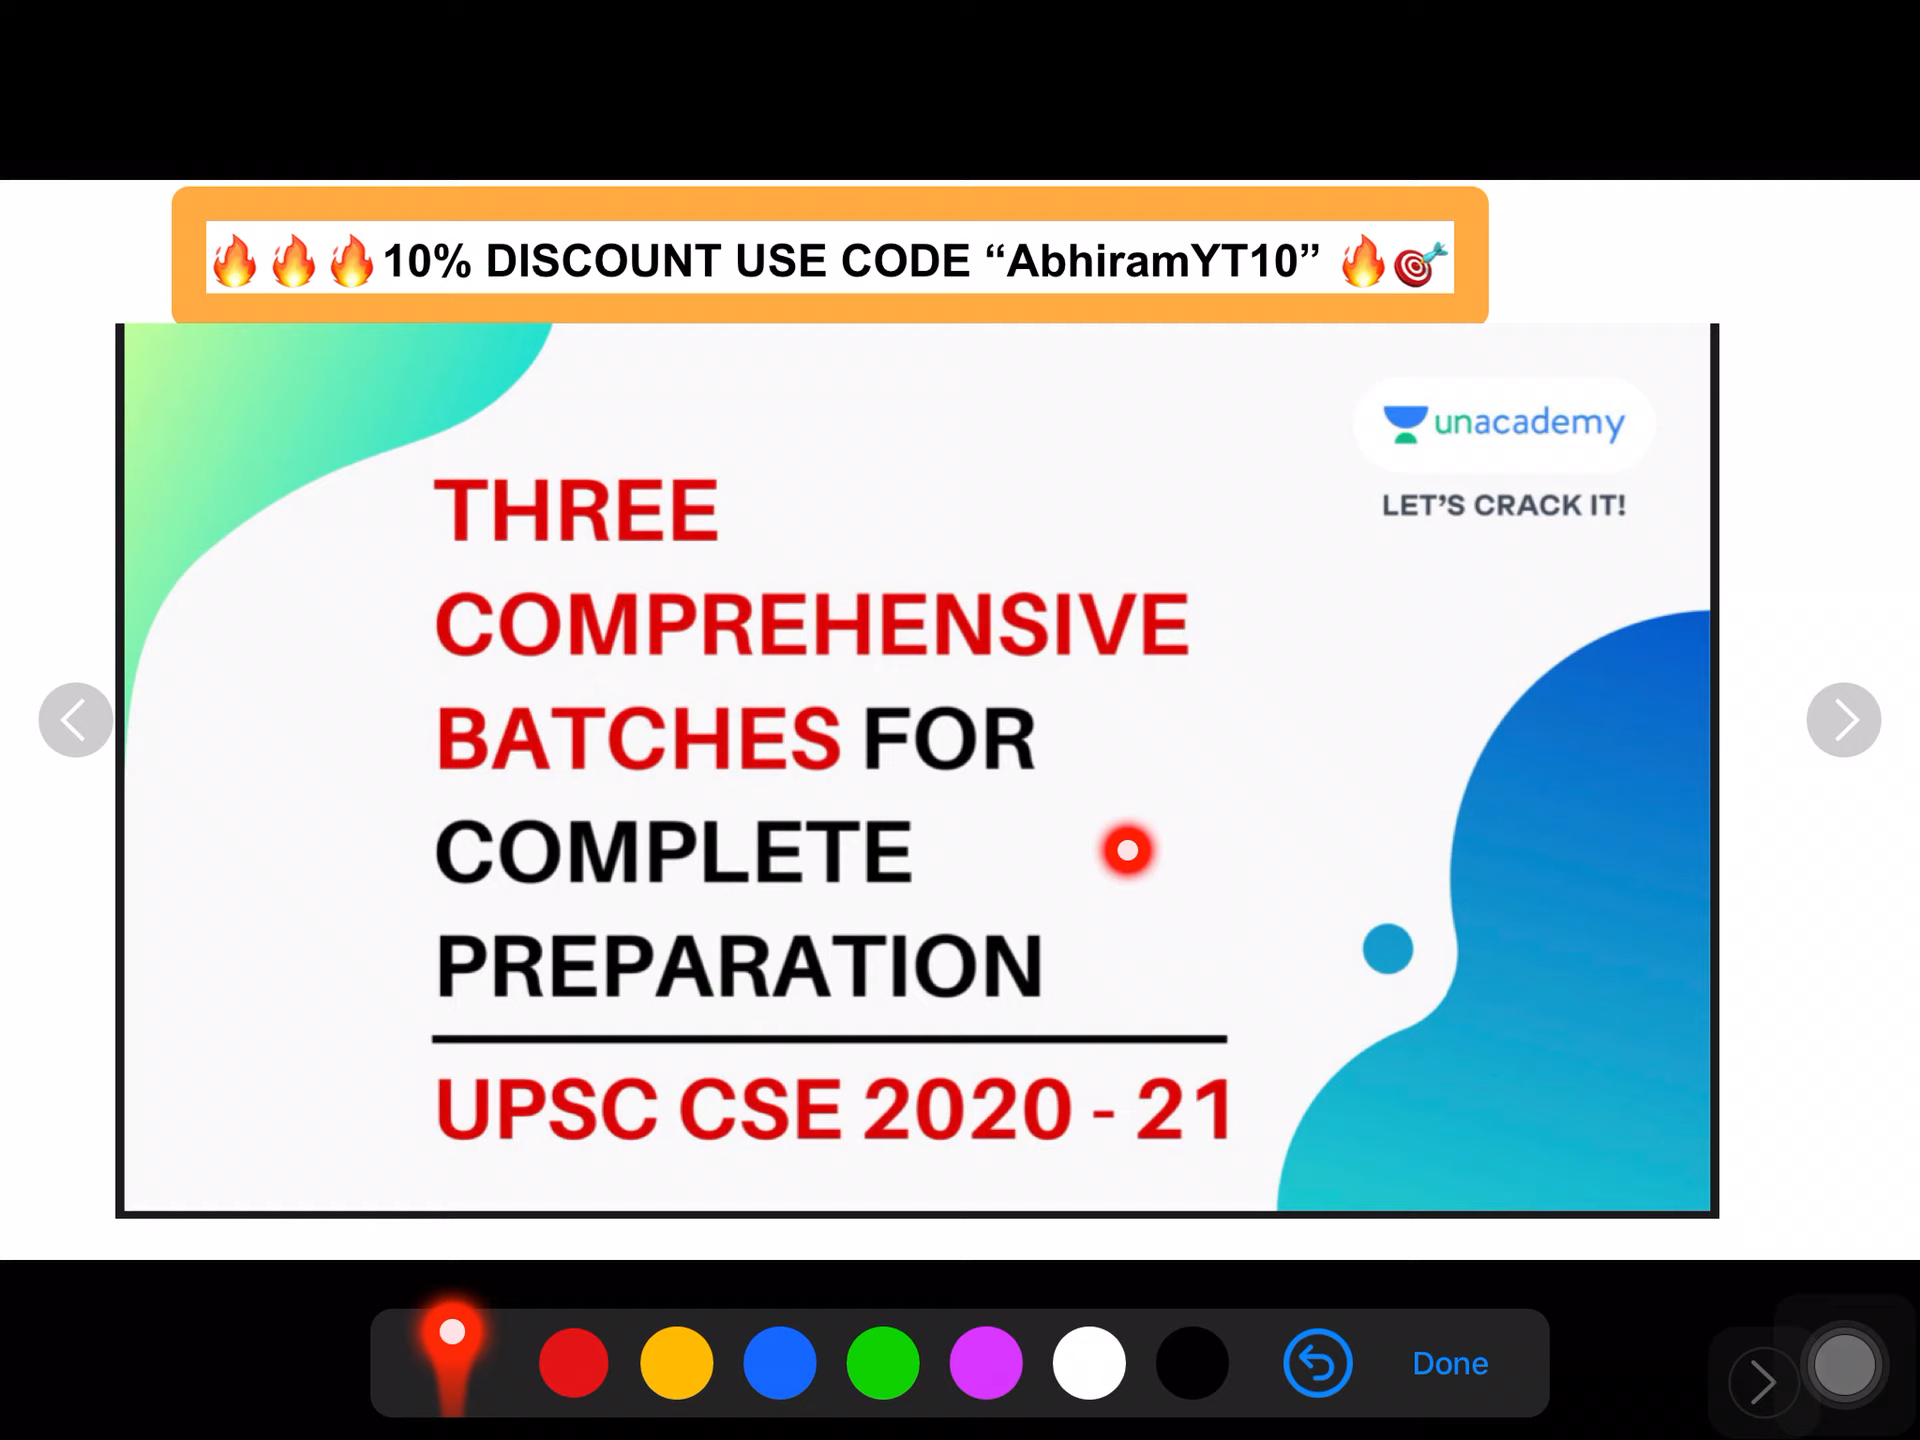 10% DISCOUNT USE CODE “AbhiramYT10”
unacademy
LET’S CRACK IT!
THREE
COMPREHENSIVE
BATCHES FOR
COMPLETE
PREPARATION
UPSC CSE 2020 - 21
Done